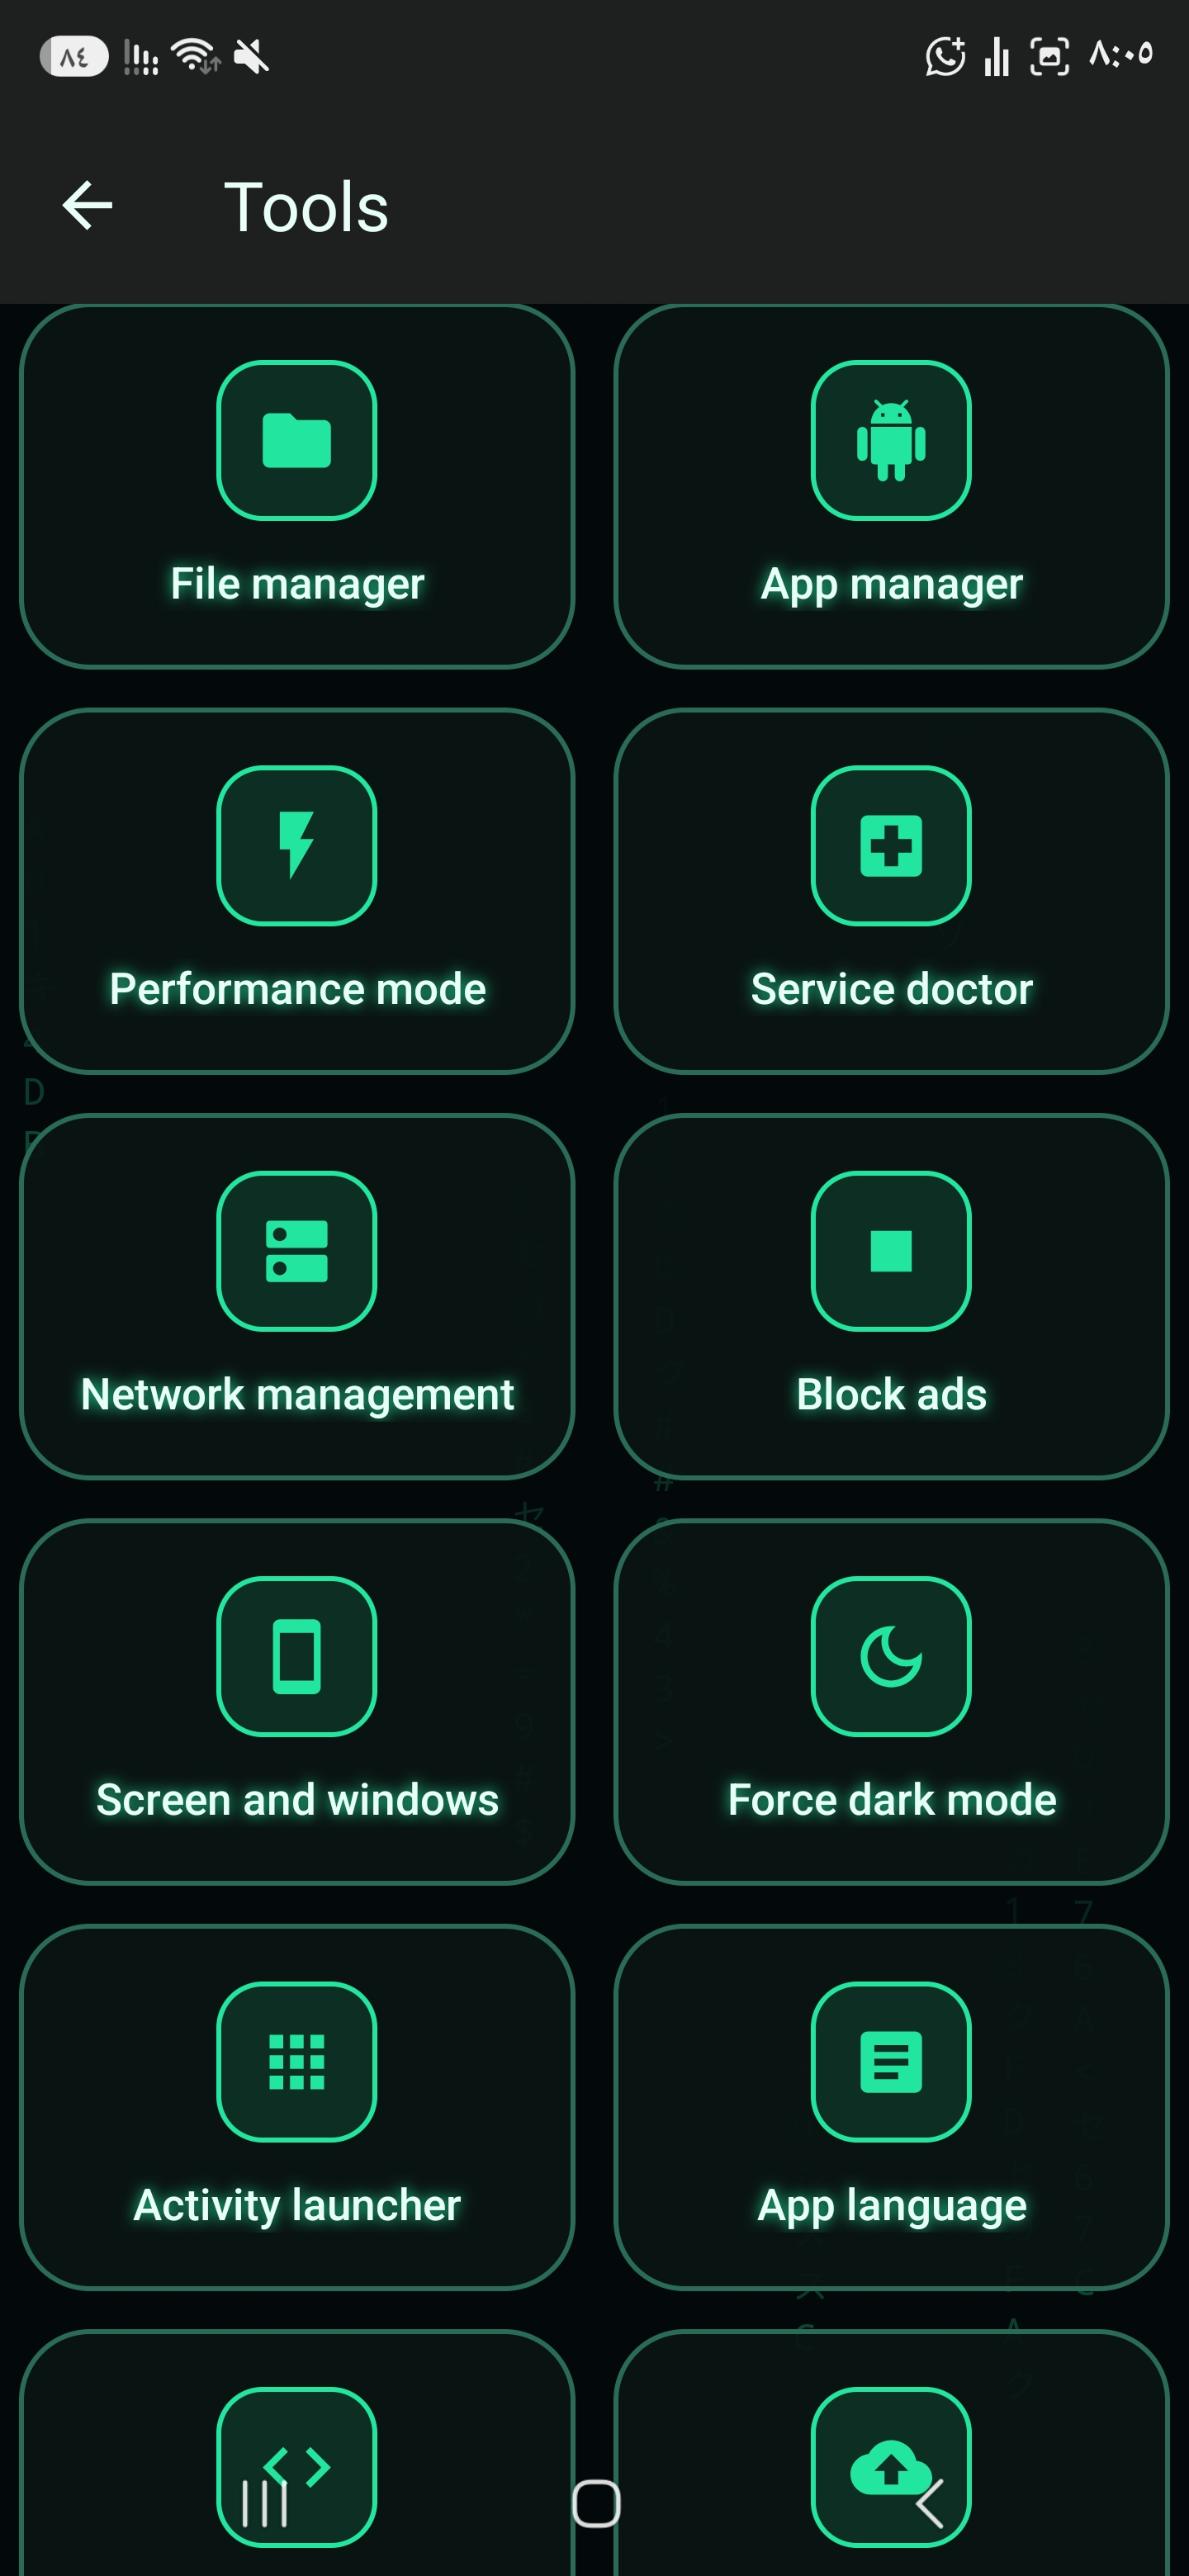 ٨٤
٨:٠٥
Tools
File manager
App manager
Performance mode
Service doctor
Network management
Block ads
Screen and windows
Force dark mode
Activity launcher
App language